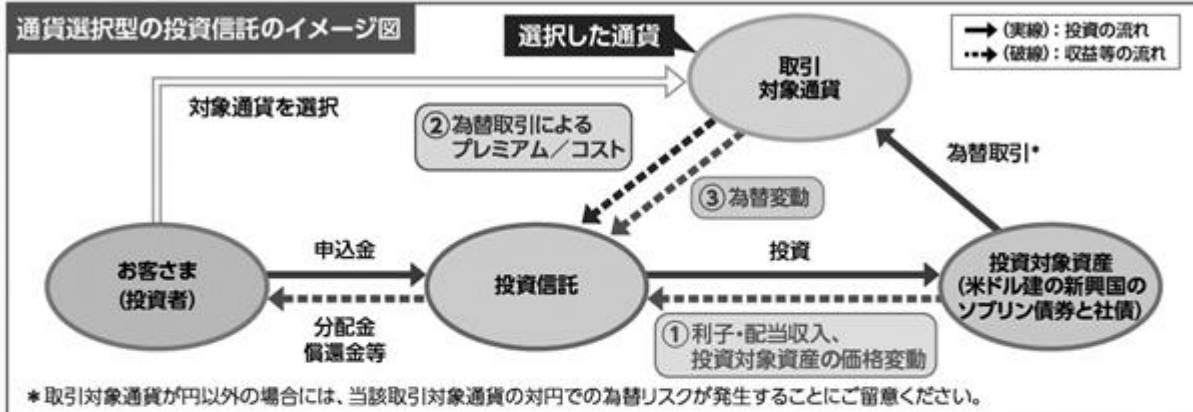 通貨選択型の投資信託のイメージ図
選択した通貨
取引
対象通貨
→(実線):投資の流れ
⇢(破線):収益等の流れ
対象通貨を選択
②為替取引による
プレミアム/コスト
為替取引*
③為替変動
お客さま
(投資者)
申込金
分配金
償還金等
投資信託
投資
①利子・配当収入、
投資対象資産の価格変動
投資対象資産
(米ドル建の新興国の
ソブリン債券と社債)
*取引対象通貨が円以外の場合には、当該取引対象通貨の対円での為替リスクが発生することにご留意ください。